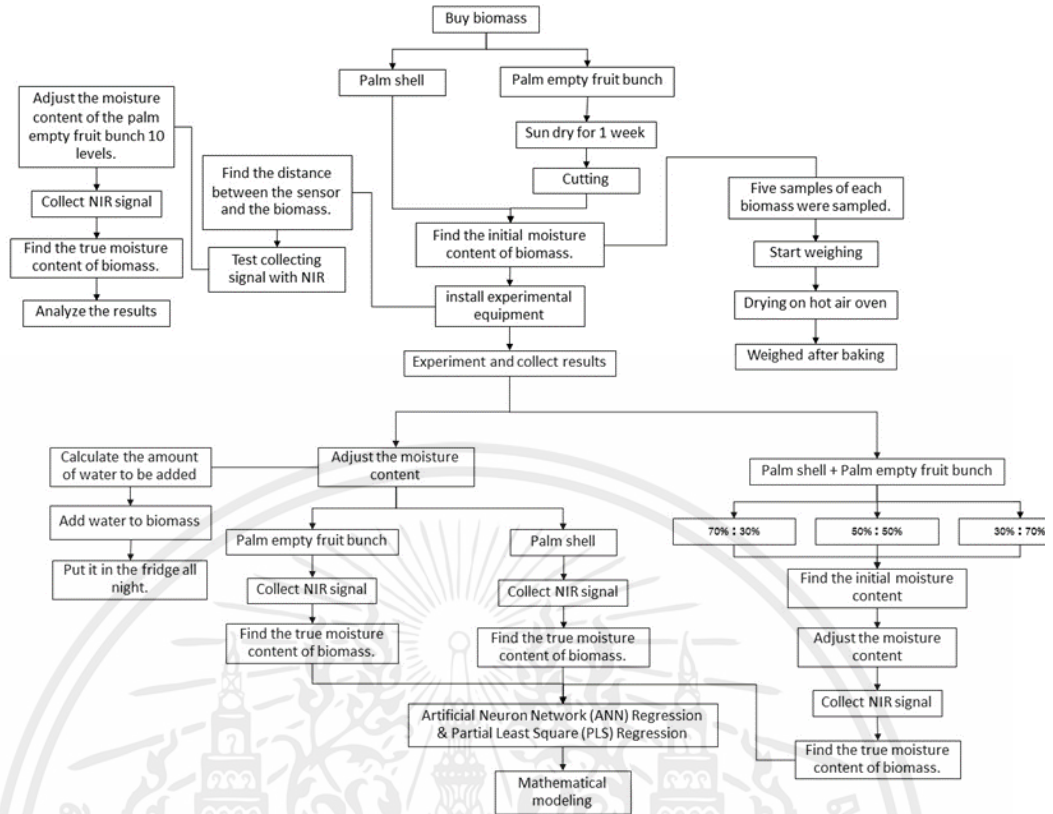 Buy biomass
Palm shell
Palm empty fruit bunch
Sun dry for 1 week
Cutting
Adjust the moisture
content of the palm
empty fruit bunch 10
levels.
Collect NIR signal
Find the true moisture
content of biomass.
Analyze the results
Find the distance
between the sensor
and the biomass.
Test collecting
signal with NIR
Find the initial moisture
content of biomass.
install experimental
equipment
Experiment and collect results
Five samples of each
biomass were sampled.
Start weighing
Drying on hot air oven
Weighed after baking
Calculate the amount
of water to be added
Add water to biomass
Put it in the fridge all
night.
Adjust the moisture
content
Palm empty fruit bunch
Collect NIR signal
Find the true moisture
content of biomass.
Palm shell
Collect NIR signal
Find the true moisture
content of biomass.
Palm shell + Palm empty fruit bunch
70% : 30%
50% : 50%
30% : 70%
Find the initial moisture
content
Adjust the moisture
content
Collect NIR signal
Find the true moisture
content of biomass.
Artificial Neuron Network (ANN) Regression
& Partial Least Square (PLS) Regression
Mathematical
modeling